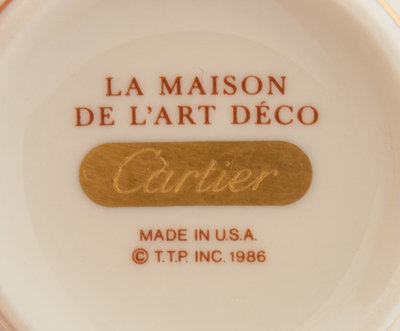 LA MAISON
DE L'ART DÉCO
Cartier
MADE IN U.S.A.
© T.T.P. INC. 1986